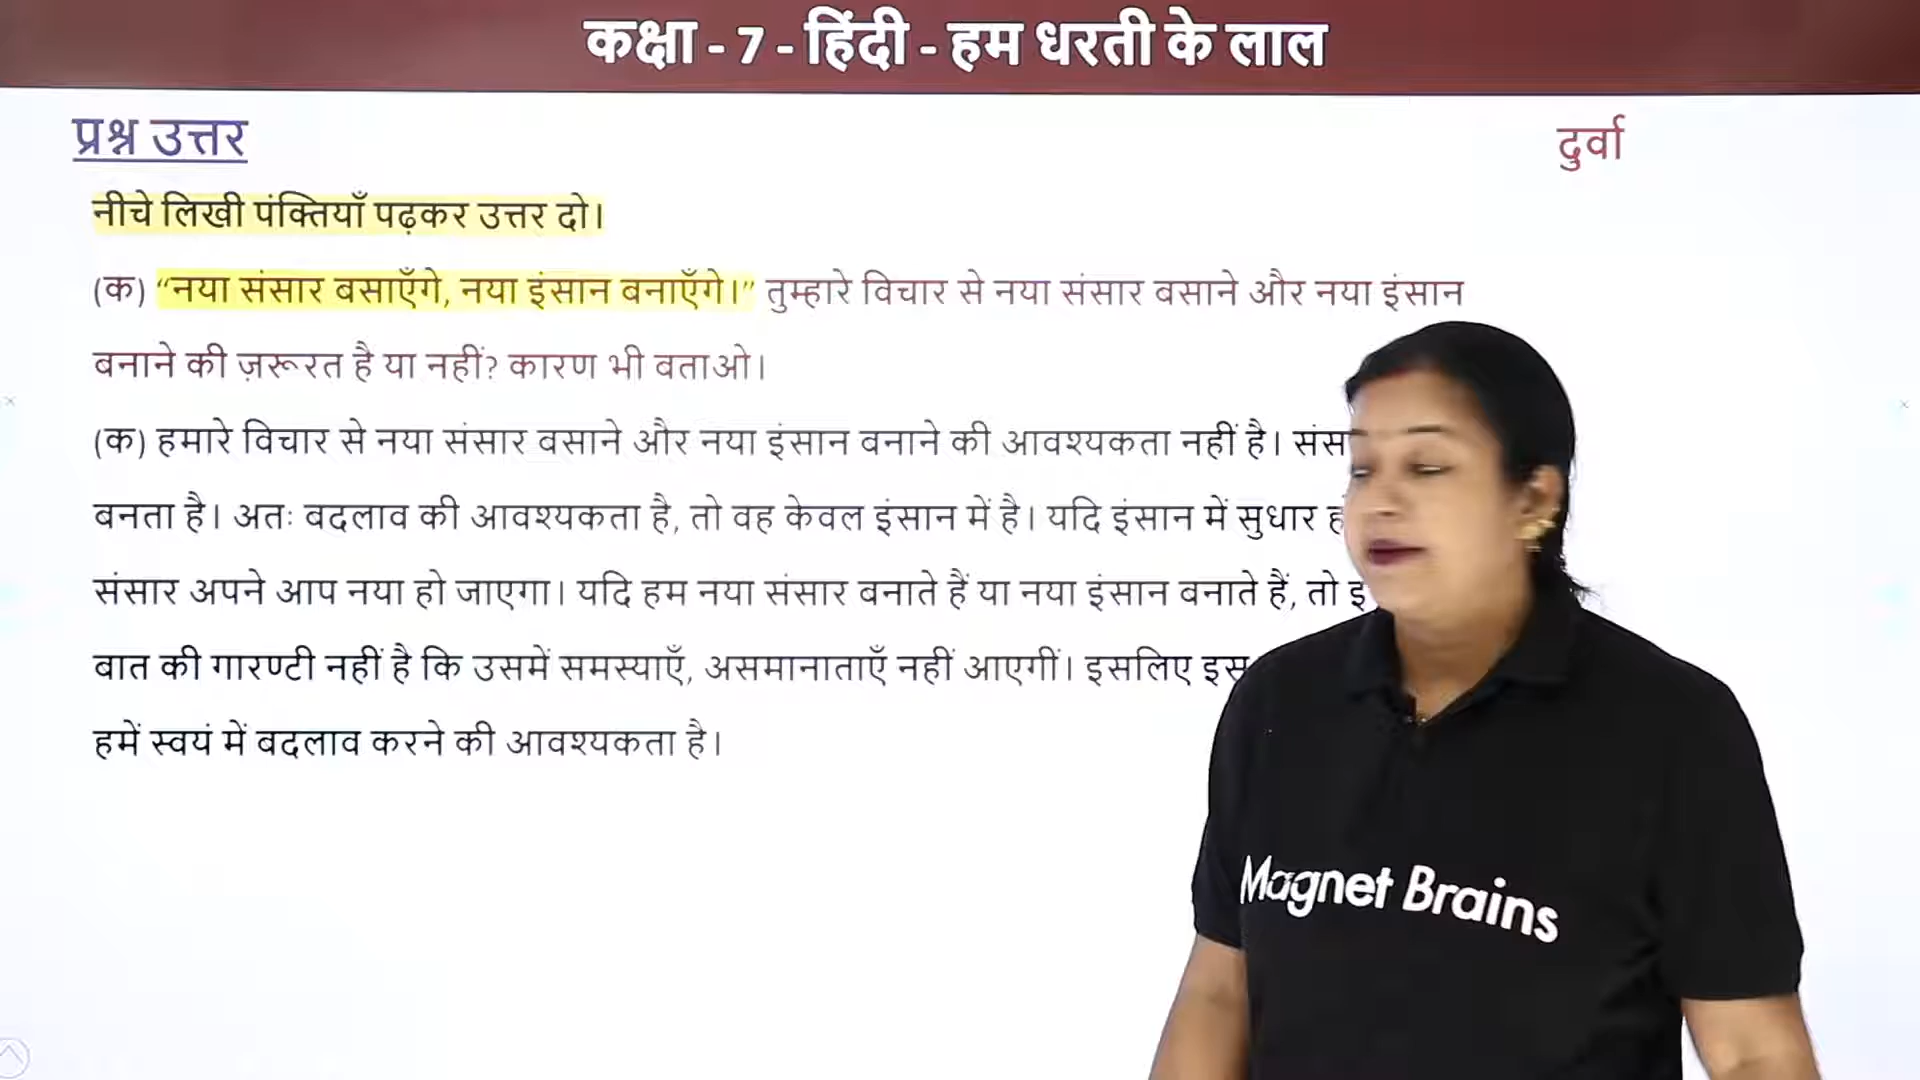 कक्षा - 7 - हिंदी - हम धरती के लाल
प्रश्न उत्तर
दुर्वा
नीचे लिखी पंक्तियाँ पढ़कर उत्तर दो।
(क) “नया संसार बसाएँगे, नया इंसान बनाएँगे।” तुम्हारे विचार से नया संसार बसाने और नया इंसान
बनाने की ज़रूरत है या नहीं? कारण भी बताओ।
(क) हमारे विचार से नया संसार बसाने और नया इंसान बनाने की आवश्यकता नहीं है।
बनता है। अतः बदलाव की आवश्यकता है, तो वह केवल इंसान में है। यदि इंसान में सुधार
संसार अपने आप नया हो जाएगा। यदि हम नया संसार बनाते हैं या नया इंसान बनाते हैं, तो
बात की गारण्टी नहीं है कि उसमें समस्याएँ, असमानाताएँ नहीं आएगीं। इसलिए इस
हमें स्वयं में बदलाव करने की आवश्यकता है।
Magnet Brains